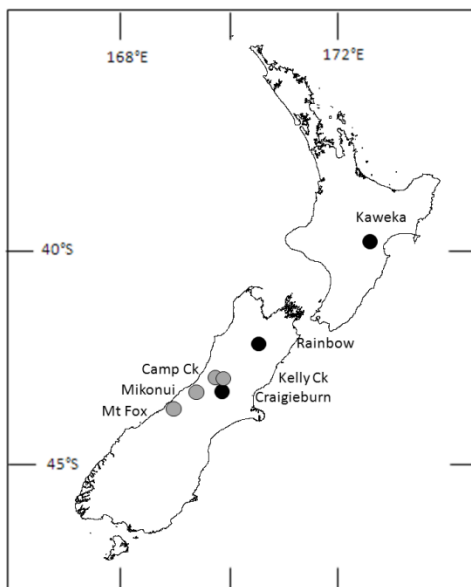 168°E 172°E
Kaweka
40°S
Rainbow
Camp Ck Kelly Ck
Mikonui Craigieburn
Mt Fox
45°S